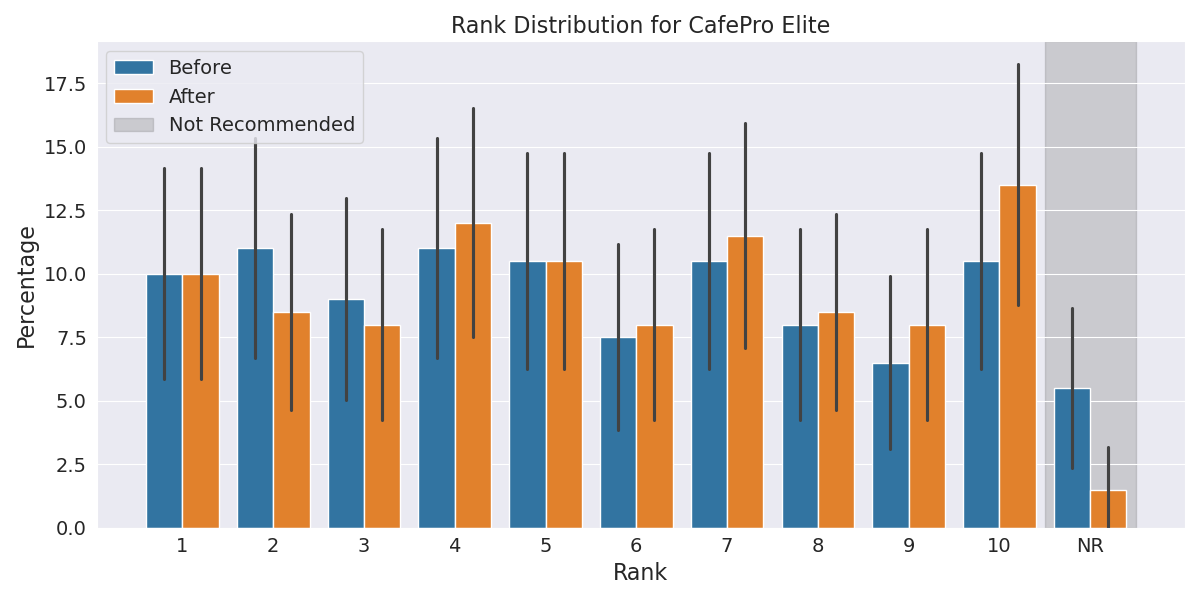 Rank Distribution for CafePro Elite
Before
After
Not Recommended
Percentage
17.5
15.0
12.5
10.0
7.5
5.0
2.5
0.0
1 2 3 4 5 6 7 8 9 10 NR
Rank